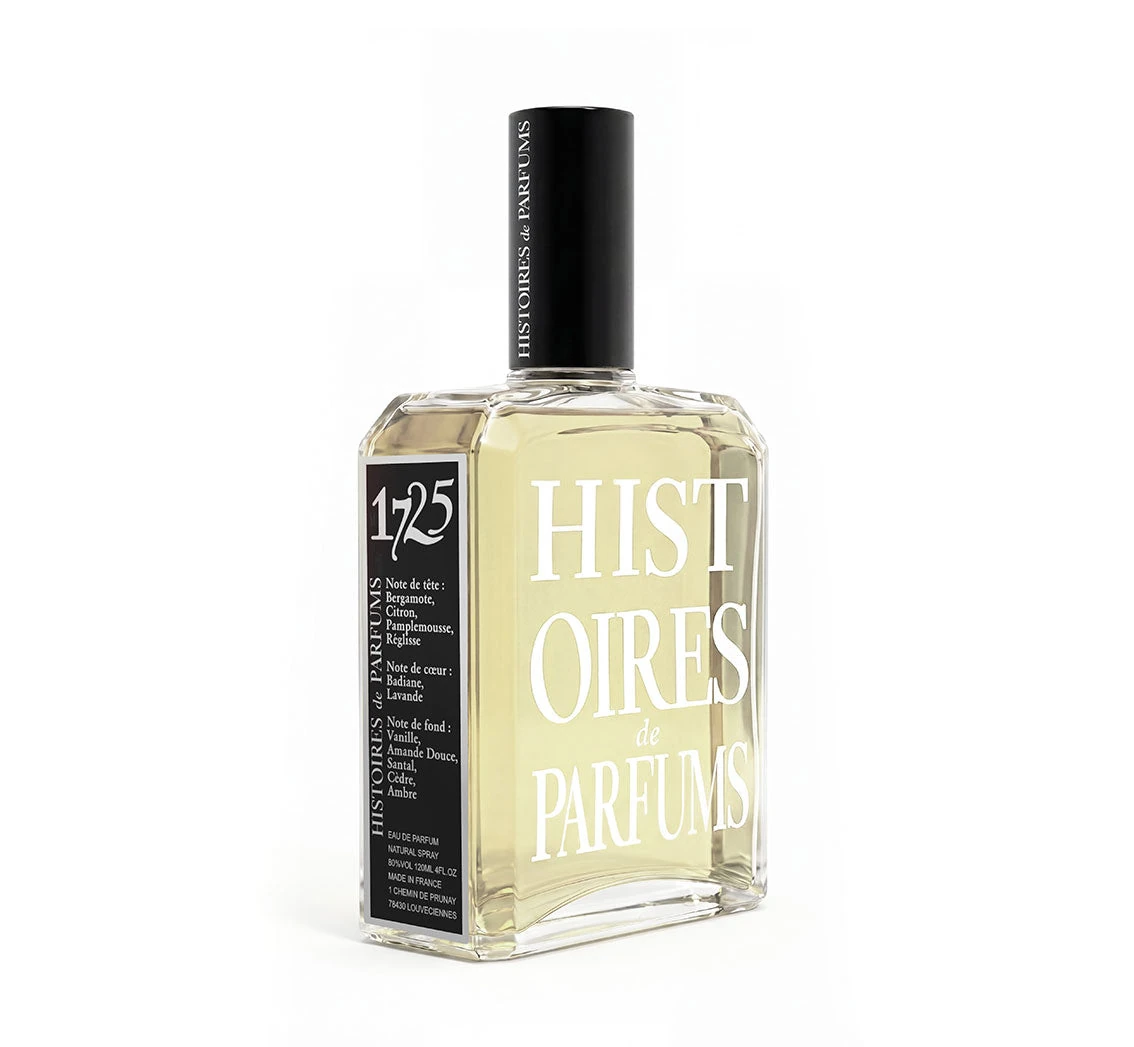 HISTOIRES de PARFUMS
HIST
OIRES
de
PARFUMS
1725
HISTOIRES de PARFUMS
Note de tête :
Bergamote,
Citron,
Pamplemousse,
Réglisse
Note de cœur :
Badiane,
Lavande
Note de fond :
Vanille,
Amande Douce,
Santal,
Cèdre,
Ambre
EAU DE PARFUM
NATURAL SPRAY
80%VOL 120ML 4FL.OZ
MADE IN FRANCE
1 CHEMIN DE PRUNAY
78430 LOUVECIENNES